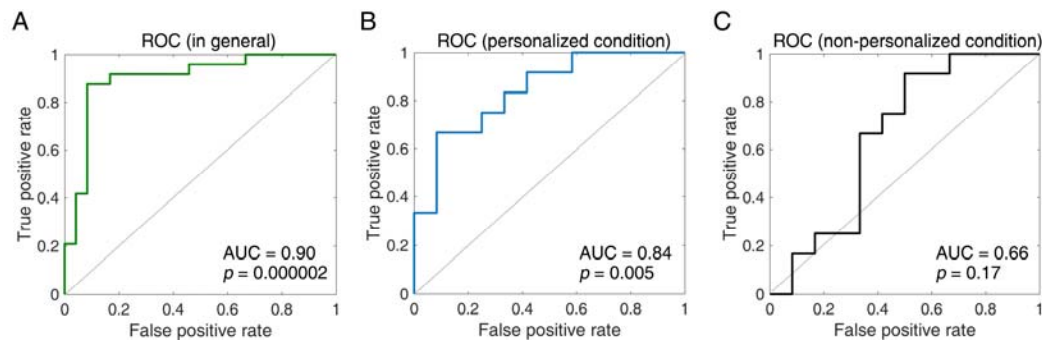 A
ROC (in general)
True positive rate
1
0.8
0.6
0.4
0.2
0
0 0.2 0.4 0.6 0.8 1
False positive rate
AUC = 0.90
p = 0.000002
B
ROC (personalized condition)
True positive rate
1
0.8
0.6
0.4
0.2
0
0 0.2 0.4 0.6 0.8 1
False positive rate
AUC = 0.84
p = 0.005
C
ROC (non-personalized condition)
True positive rate
1
0.8
0.6
0.4
0.2
0
0 0.2 0.4 0.6 0.8 1
False positive rate
AUC = 0.66
p = 0.17